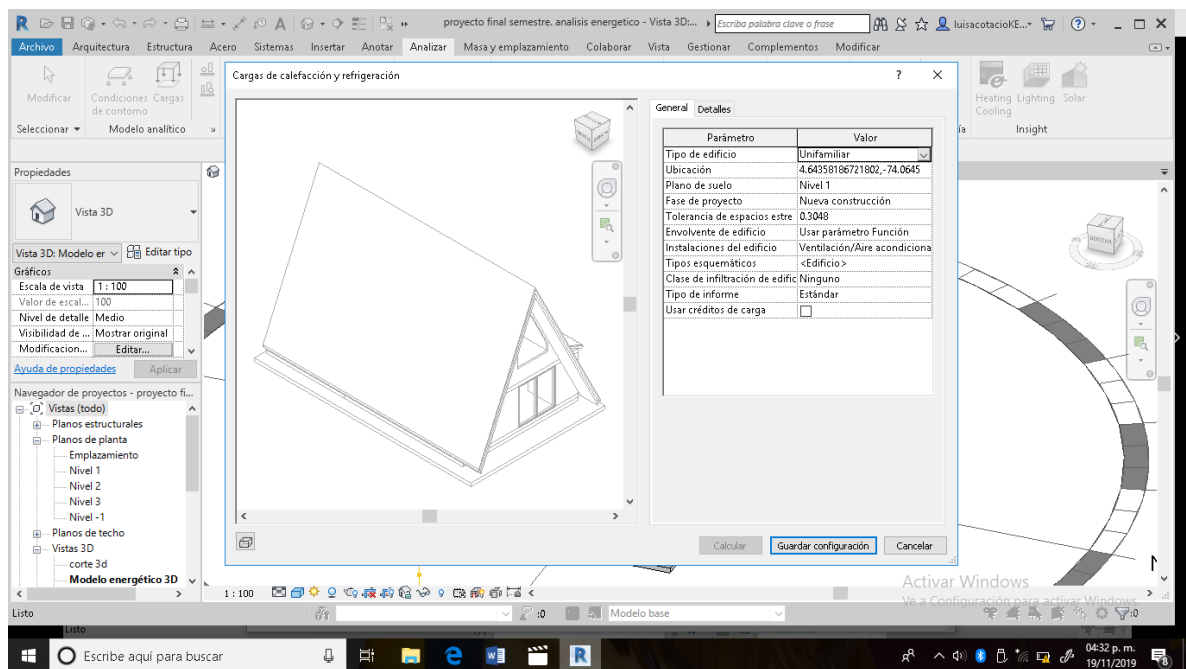 proyecto final semestre. analisis energetico - Vista 3D:...
Escriba palabra clave o frase
luisacotacioKE...
Archivo Arquitectura Estructura Acero Sistemas Insertar Anotar Analizar Masa y emplazamiento Colaborar Vista Gestionar Complementos Modificar
Modificar
Condiciones de contorno
Cargas
Heating Cooling
Lighting
Solar
Seleccionar
Modelo analítico
Insight
Cargas de calefacción y refrigeración
General Detalles
Parámetro Valor
Tipo de edificio Unifamiliar
Ubicación 4.64358186721802,-74.0645
Plano de suelo Nivel 1
Fase de proyecto Nueva construcción
Tolerancia de espacios estre 0.3048
Envolvente de edificio Usar parámetro Función
Instalaciones del edificio Ventilación/Aire acondiciona
Tipos esquemáticos <Edificio>
Clase de infiltración de edific Ninguno
Tipo de informe Estándar
Usar créditos de carga
Calcular Guardar configuración Cancelar
Propiedades
Vista 3D
Vista 3D: Modelo er Editar tipo
Gráficos
Escala de vista 1 : 100
Valor de escal... 100
Nivel de detalle Medio
Visibilidad de ... Mostrar original
Modificacion... Editar...
Ayuda de propiedades Aplicar
Navegador de proyectos - proyecto fi...
Vistas (todo)
Planos estructurales
Planos de planta
Emplazamiento
Nivel 1
Nivel 2
Nivel 3
Nivel -1
Planos de techo
Vistas 3D
corte 3d
Modelo energético 3D
1 : 100
Activar Windows
Ve a Configuración para activar Windows.
Listo
:0
Modelo base
:0
Listo
Escribe aquí para buscar
04:32 p. m.
19/11/2019